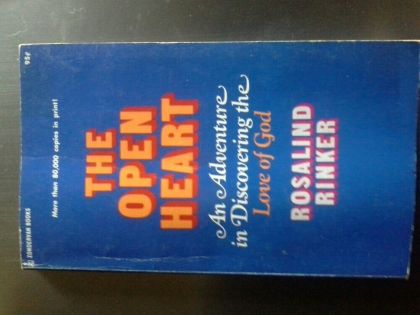 ZONDERVAN BOOKS
95¢
More than 80,000 copies in print!
THE
OPEN
HEART
An Adventure
in Discovering the
Love of God
ROSALIND
RINKER